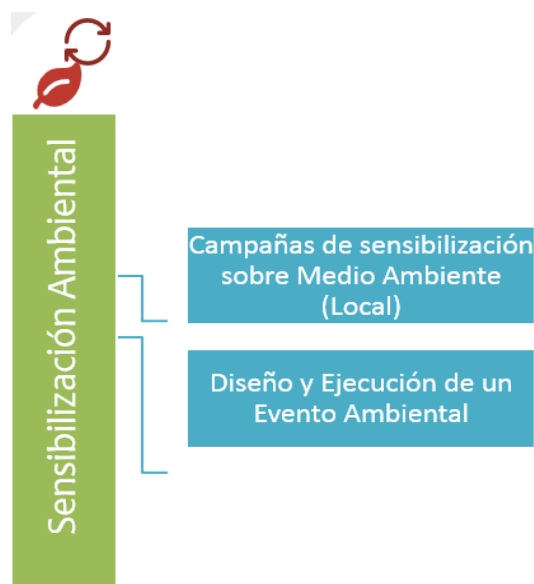 Sensibilización Ambiental
Campañas de sensibilización
sobre Medio Ambiente
(Local)
Diseño y Ejecución de un
Evento Ambiental